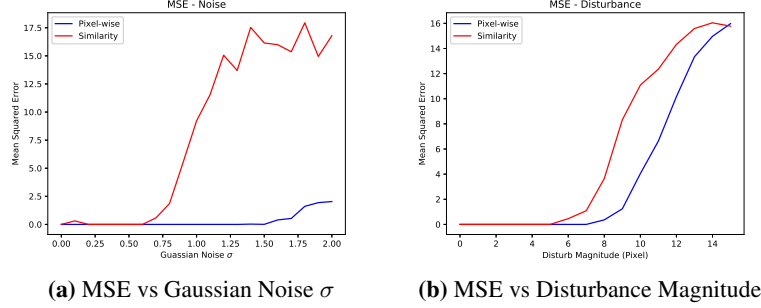 MSE - Noise
Pixel-wise
Similarity
17.5
15.0
12.5
10.0
7.5
5.0
2.5
0.0
Mean Squared Error
0.00 0.25 0.50 0.75 1.00 1.25 1.50 1.75 2.00
Guassian Noise σ
(a) MSE vs Gaussian Noise σ
MSE - Disturbance
Pixel-wise
Similarity
16
14
12
10
8
6
4
2
0
Mean Squared Error
0 2 4 6 8 10 12 14
Disturb Magnitude (Pixel)
(b) MSE vs Disturbance Magnitude